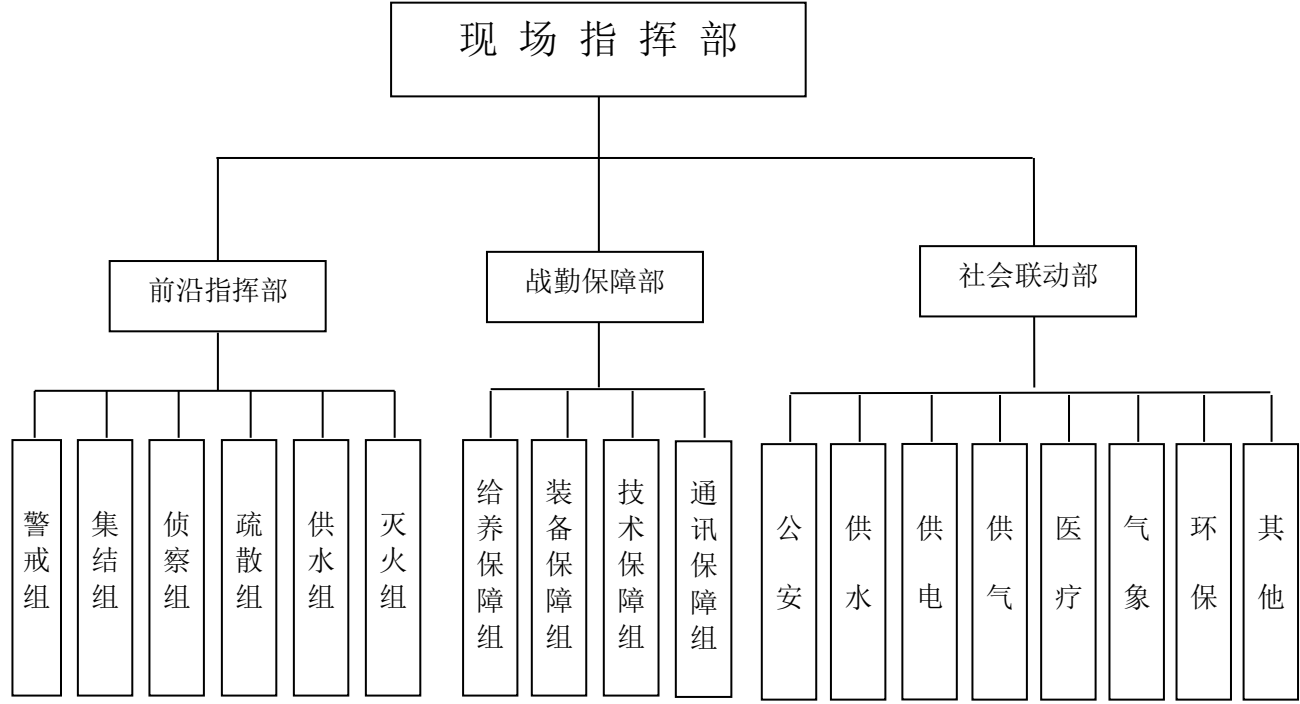 现场指挥部
前沿指挥部
战勤保障部
社会联动部
警戒组
集结组
侦察组
疏散组
供水组
灭火组
给养保障组
装备保障组
技术保障组
通讯保障组
公安
供水
供电
供气
医疗
气象
环保
其他